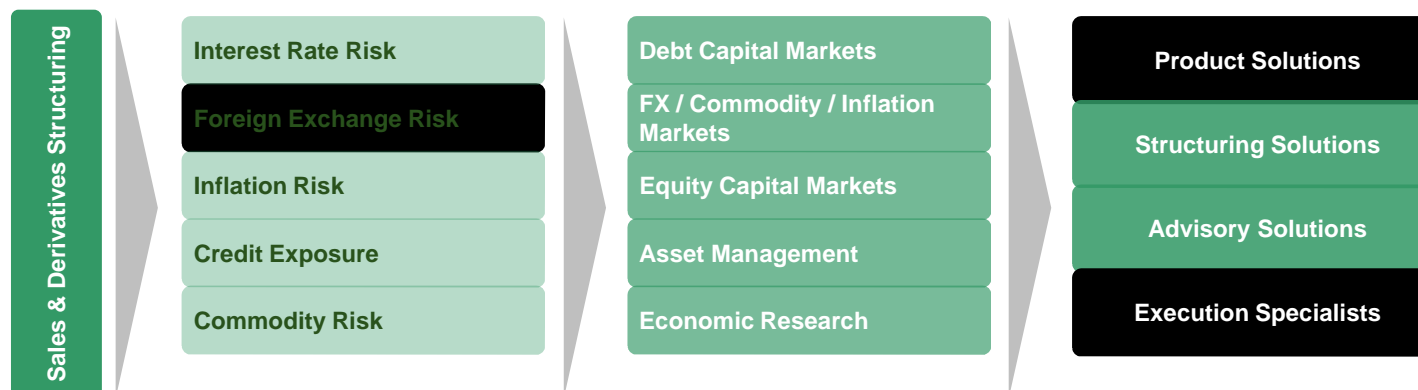 Sales & Derivatives Structuring
Interest Rate Risk
Foreign Exchange Risk
Inflation Risk
Credit Exposure
Commodity Risk
Debt Capital Markets
FX / Commodity / Inflation
Markets
Equity Capital Markets
Asset Management
Economic Research
Product Solutions
Structuring Solutions
Advisory Solutions
Execution Specialists